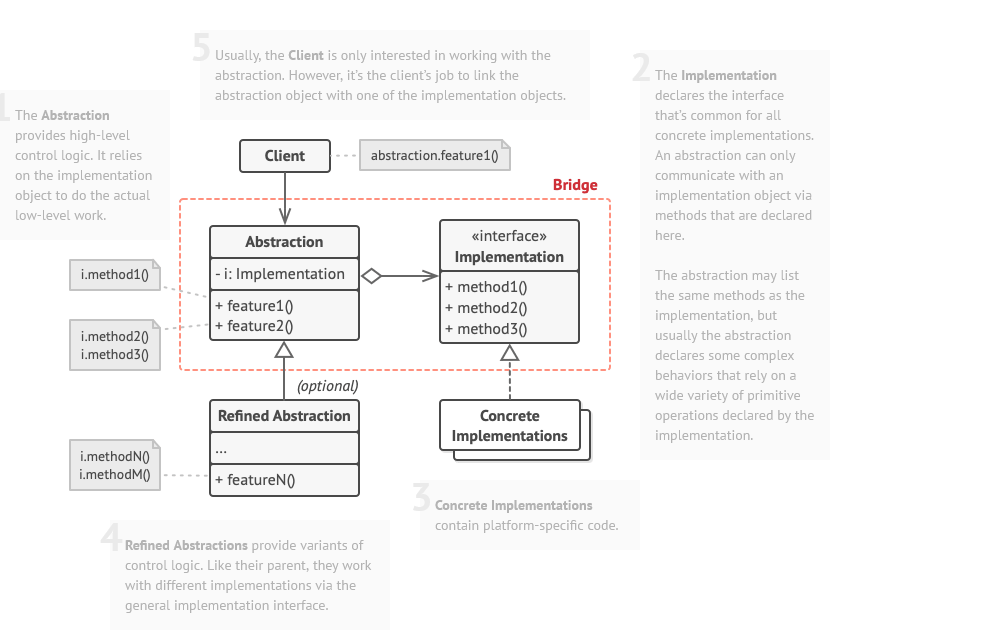 5
Usually, the Client is only interested in working with the
abstraction. However, it's the client's job to link the
abstraction object with one of the implementation objects.
1
The Abstraction
provides high-level
control logic. It relies
on the implementation
object to do the actual
low-level work.
2
The Implementation
declares the interface
that's common for all
concrete implementations.
An abstraction can only
communicate with an
implementation object via
methods that are declared
here.
The abstraction may list
the same methods as the
implementation, but
usually the abstraction
declares some complex
behaviors that rely on a
wide variety of primitive
operations declared by the
implementation.
Client
abstraction.feature1()
Bridge
Abstraction
- i: Implementation
+ feature1()
+ feature2()
«interface»
Implementation
+ method1()
+ method2()
+ method3()
i.method1()
i.method2()
i.method3()
(optional)
Refined Abstraction
...
+ featureN()
Concrete
Implementations
i.methodN()
i.methodM()
3
Concrete Implementations
contain platform-specific code.
4
Refined Abstractions provide variants of
control logic. Like their parent, they work
with different implementations via the
general implementation interface.